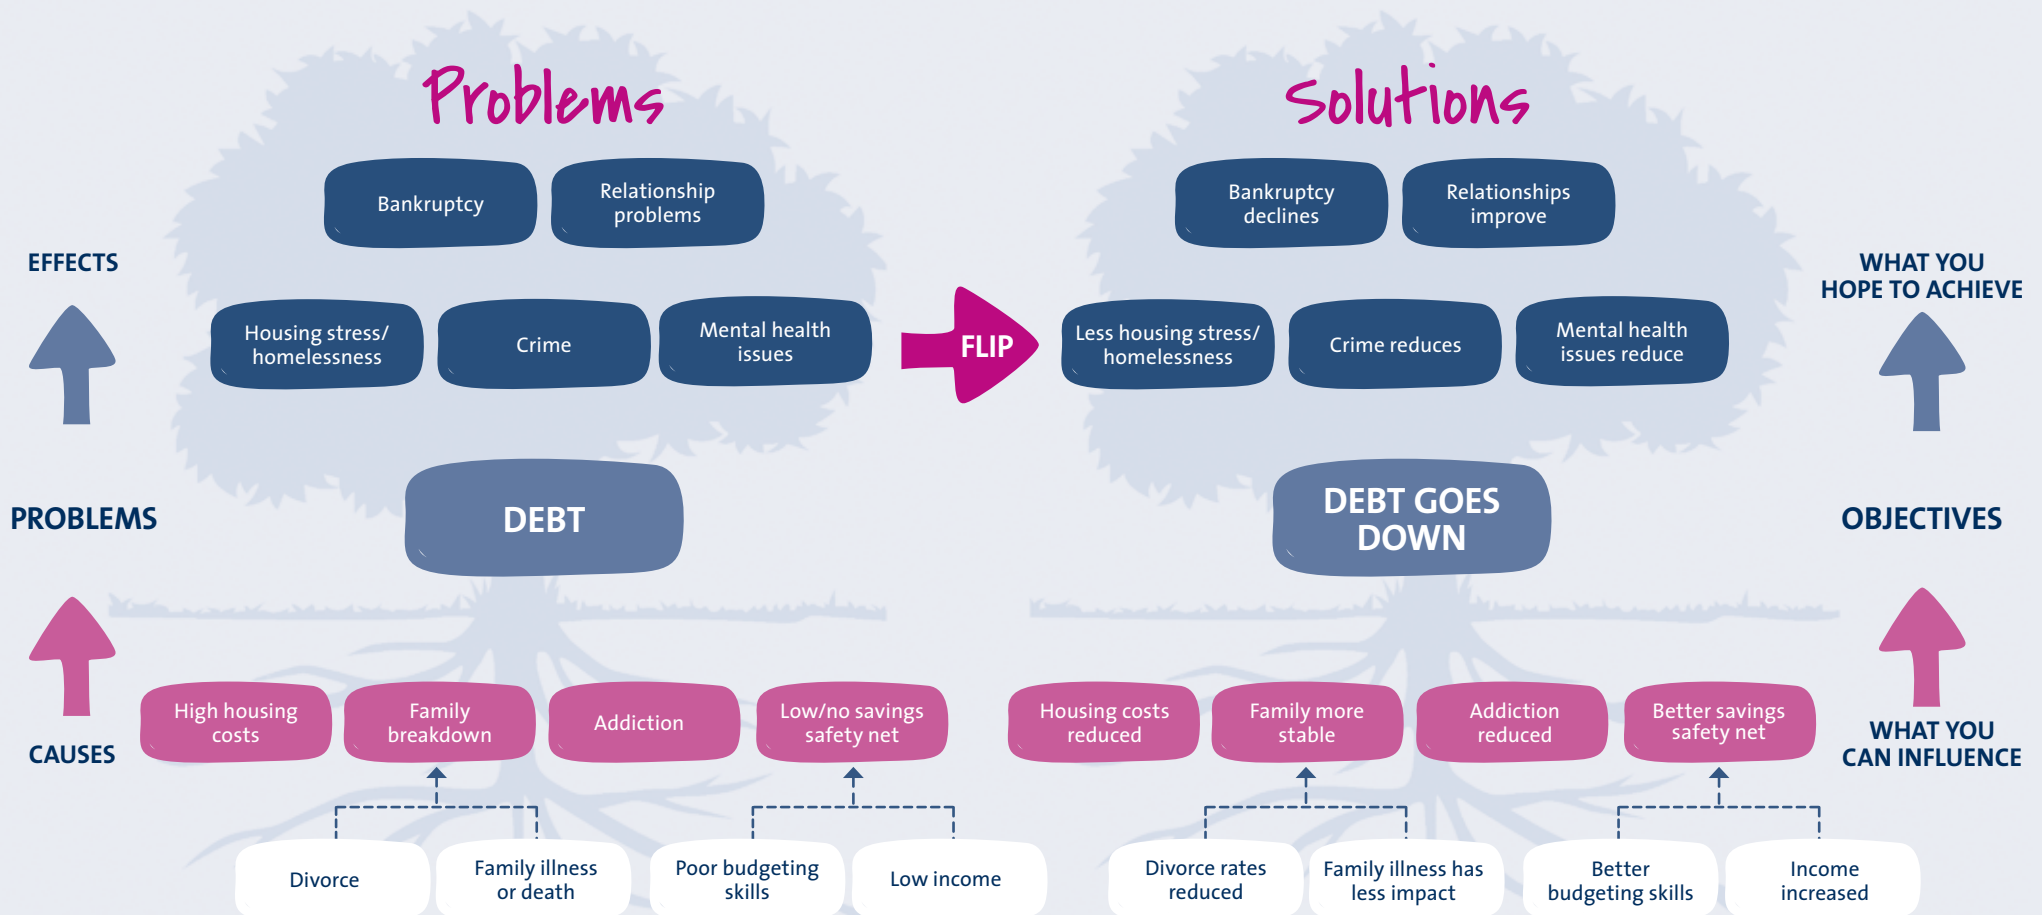 Problems
Solutions
Bankruptcy
Relationship
problems
Bankruptcy
declines
Relationships
improve
EFFECTS
WHAT YOU
HOPE TO ACHIEVE
Housing stress/
homelessness
Crime
Mental health
issues
FLIP
Less housing stress/
homelessness
Crime reduces
Mental health
issues reduce
PROBLEMS
DEBT
DEBT GOES
DOWN
OBJECTIVES
High housing
costs
Family
breakdown
Addiction
Low/no savings
safety net
Housing costs
reduced
Family more
stable
Addiction
reduced
Better savings
safety net
CAUSES
WHAT YOU
CAN INFLUENCE
Divorce
Family illness
or death
Poor budgeting
skills
Low income
Divorce rates
reduced
Family illness has
less impact
Better
budgeting skills
Income
increased